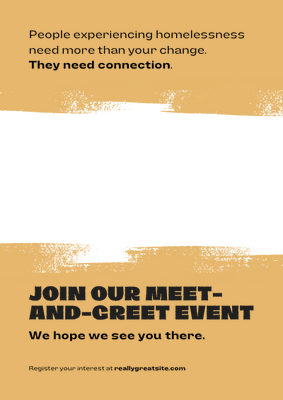 People experiencing homelessness
need more than your change.
They need connection.
JOIN OUR MEET-
AND-GREET EVENT
We hope we see you there.
Register your interest at reallygreatsite.com